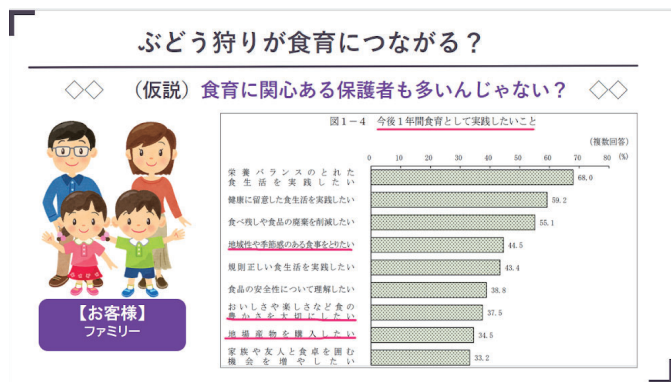 ぶどう狩りが食育につながる？
（仮説）食育に関心ある保護者も多いんじゃない？
図１－４　今後１年間食育として実践したいこと
（複数回答）
0 10 20 30 40 50 60 70 80 (%)
栄養バランスのとれた
食生活を実践したい
68.0
健康に留意した食生活を実践したい
59.2
食べ残しや食品の廃棄を削減したい
55.1
地域性や季節感のある食事をとりたい
44.5
規則正しい食生活を実践したい
43.4
食品の安全性について理解したい
38.8
おいしさや楽しさなど食の
豊かさを大切にしたい
37.5
地場産物を購入したい
34.5
家族や友人と食卓を囲む
機会を増やしたい
33.2
【お客様】
ファミリー